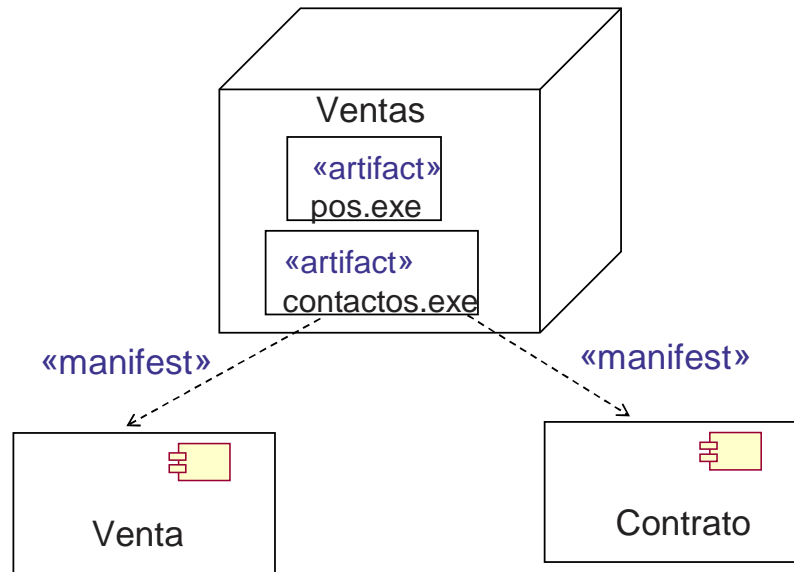 Ventas
«artifact»
pos.exe
«artifact»
contactos.exe
«manifest»
«manifest»
Venta
Contrato